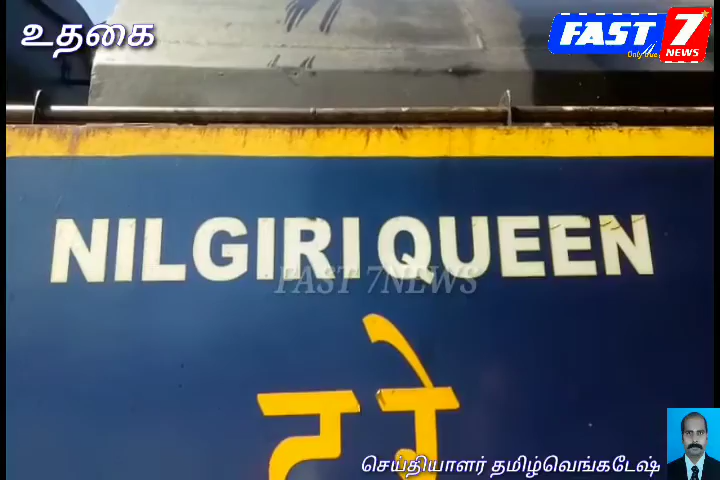 உதகை
FAST 7
NEWS
NILGIRI QUEEN
FAST 7NEWS
செய்தியாளர் தமிழ்வெங்கடேஷ்